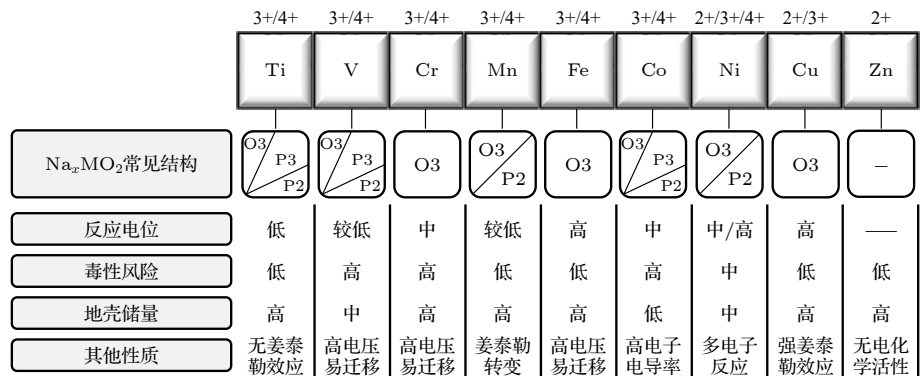 3+/4+ 3+/4+ 3+/4+ 3+/4+ 3+/4+ 3+/4+ 2+/3+/4+ 2+/3+ 2+
Ti V Cr Mn Fe Co Ni Cu Zn
NaₓMO₂常见结构 O3 P3 P2 O3 P3 P2 O3 O3 P2 O3 O3 P3 P2 O3 P2 O3 –
反应电位 低 较低 中 较低 高 中 中/高 高 —
毒性风险 低 高 高 低 低 高 中 低 低
地壳储量 高 中 高 高 高 低 中 高 高
其他性质 无姜泰 高电压 高电压 姜泰勒 高电压 高电子 多电子 强姜泰 无电化
勒效应 易迁移 易迁移 转变 易迁移 电导率 反应 勒效应 学活性